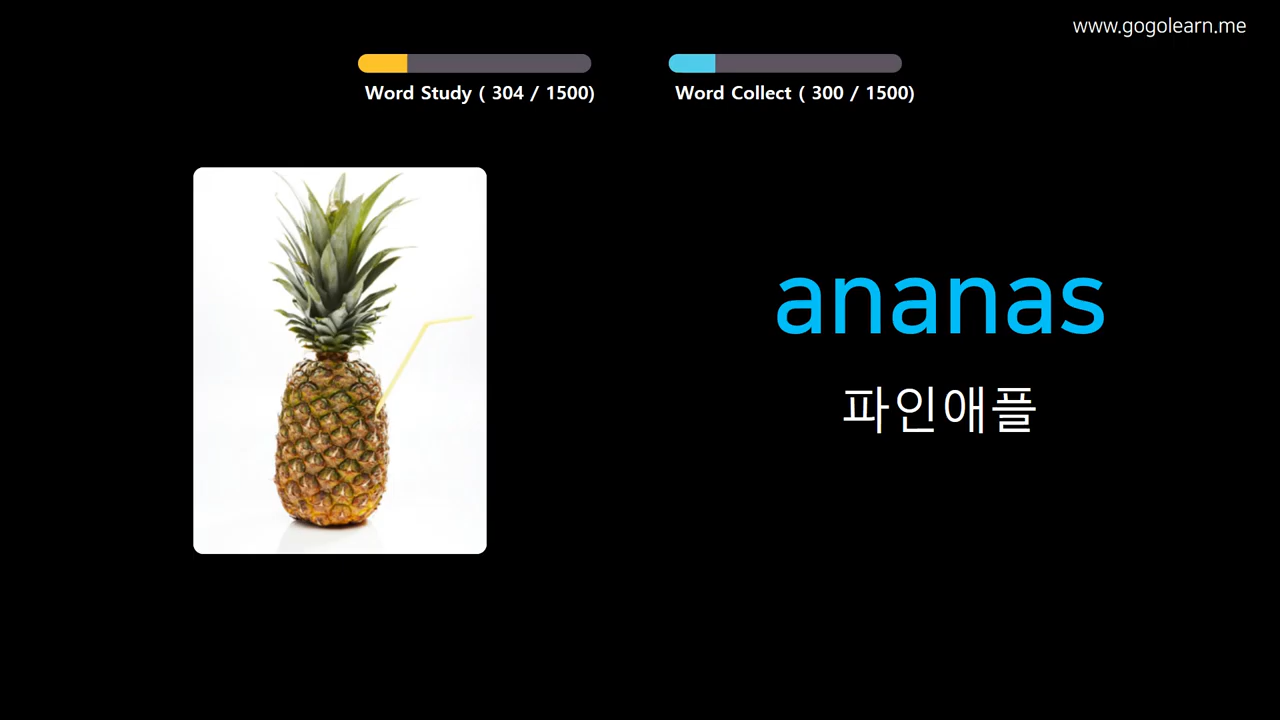 www.gogolearn.me
Word Study ( 304 / 1500)
Word Collect ( 300 / 1500)
ananas
파인애플